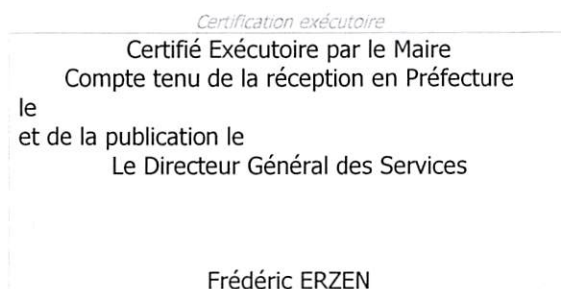 Certification exécutoire
Certifié Exécutoire par le Maire
Compte tenu de la réception en Préfecture
le
et de la publication le
Le Directeur Général des Services
Frédéric ERZEN